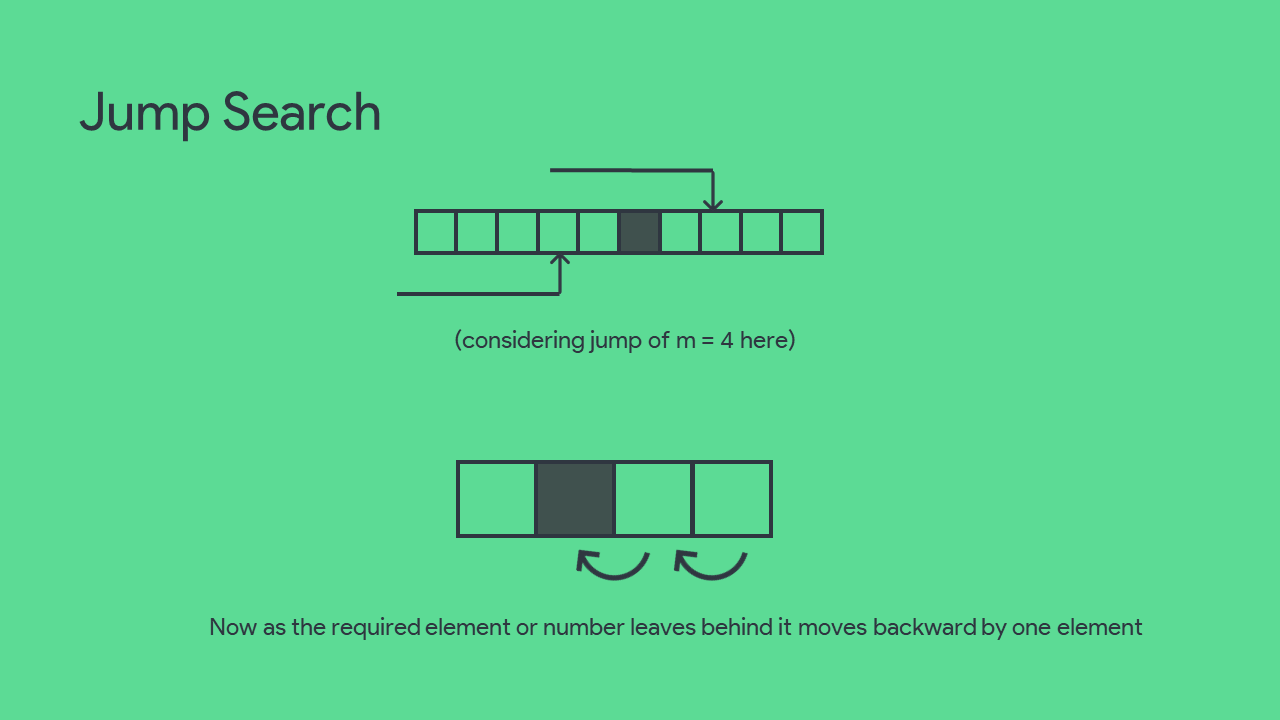 Jump Search
(considering jump of m = 4 here)
Now as the required element or number leaves behind it moves backward by one element